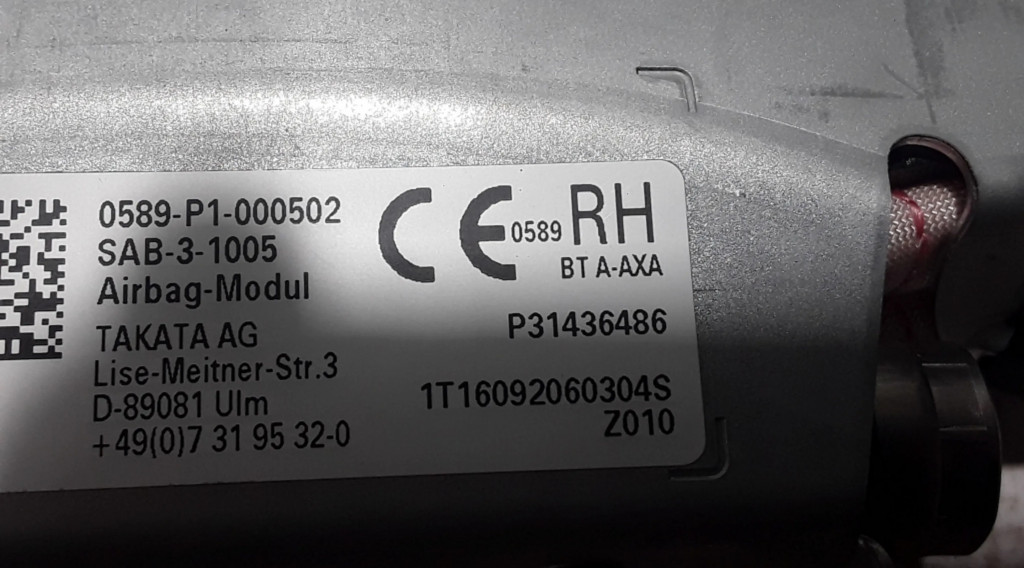 0589-P1-000502
SAB-3-1005
Airbag-Modul
TAKATA AG
Lise-Meitner-Str.3
D-89081 Ulm
+49(0)7 31 95 32-0
CE 0589 RH
BT A-AXA
P31436486
1T16092060304S
Z010